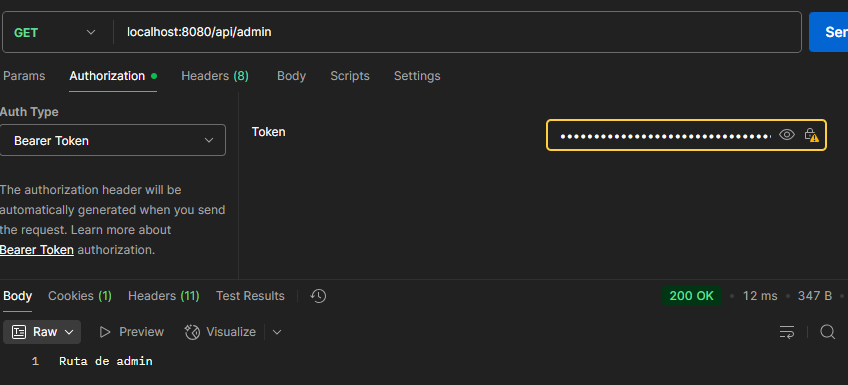 GET localhost:8080/api/admin Sen
Params Authorization Headers (8) Body Scripts Settings
Auth Type
Bearer Token
Token
The authorization header will be
automatically generated when you send
the request. Learn more about
Bearer Token authorization.
Body Cookies (1) Headers (11) Test Results 200 OK 12 ms 347 B
Raw Preview Visualize
1 Ruta de admin